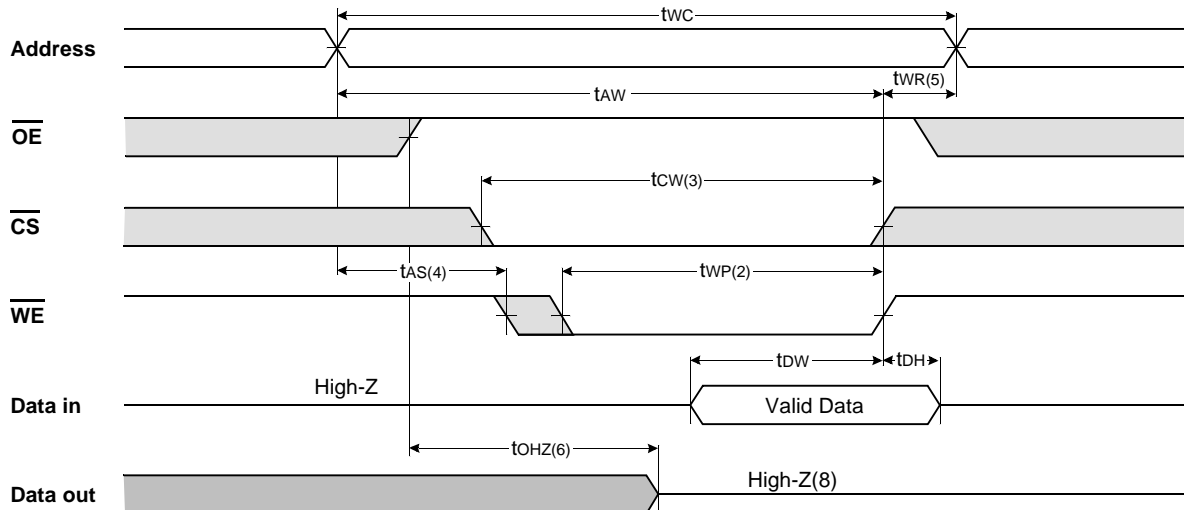 tWC
Address
tWR(5)
tAW
OE
tCW(3)
CS
tAS(4)
tWP(2)
WE
tDW
tDH
High-Z
Data in
Valid Data
tOHZ(6)
High-Z(8)
Data out